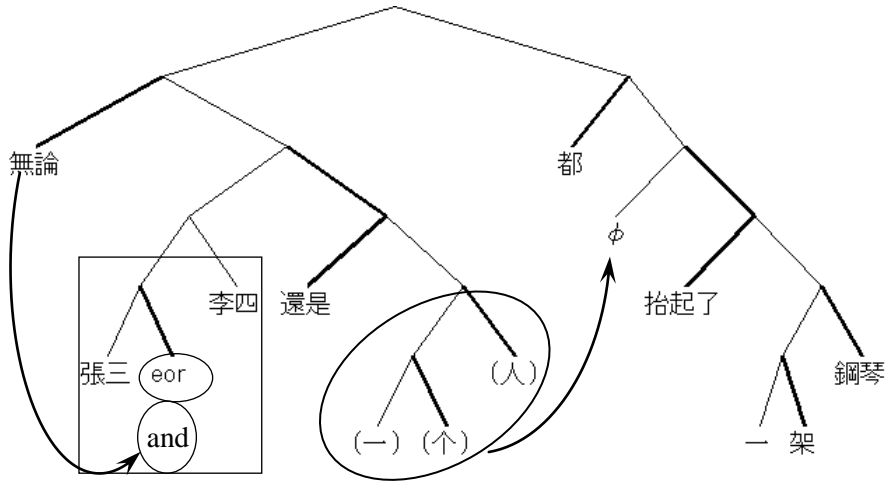 無論
都
φ
李四
還是
抬起了
張三
eor
(人)
鋼琴
and
(一)
(个)
一
架